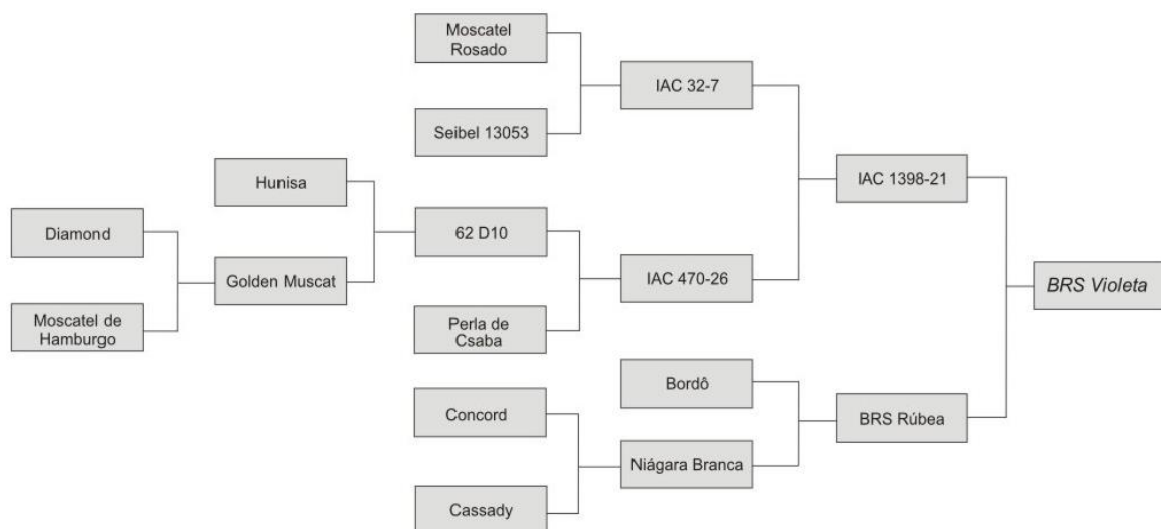 Moscatel
Rosado
IAC 32-7
Seibel 13053
Hunisa
IAC 1398-21
Diamond
62 D10
Golden Muscat
IAC 470-26
BRS Violeta
Moscatel de
Hamburgo
Perla de
Csaba
Bordô
Concord
BRS Rúbea
Niágara Branca
Cassady